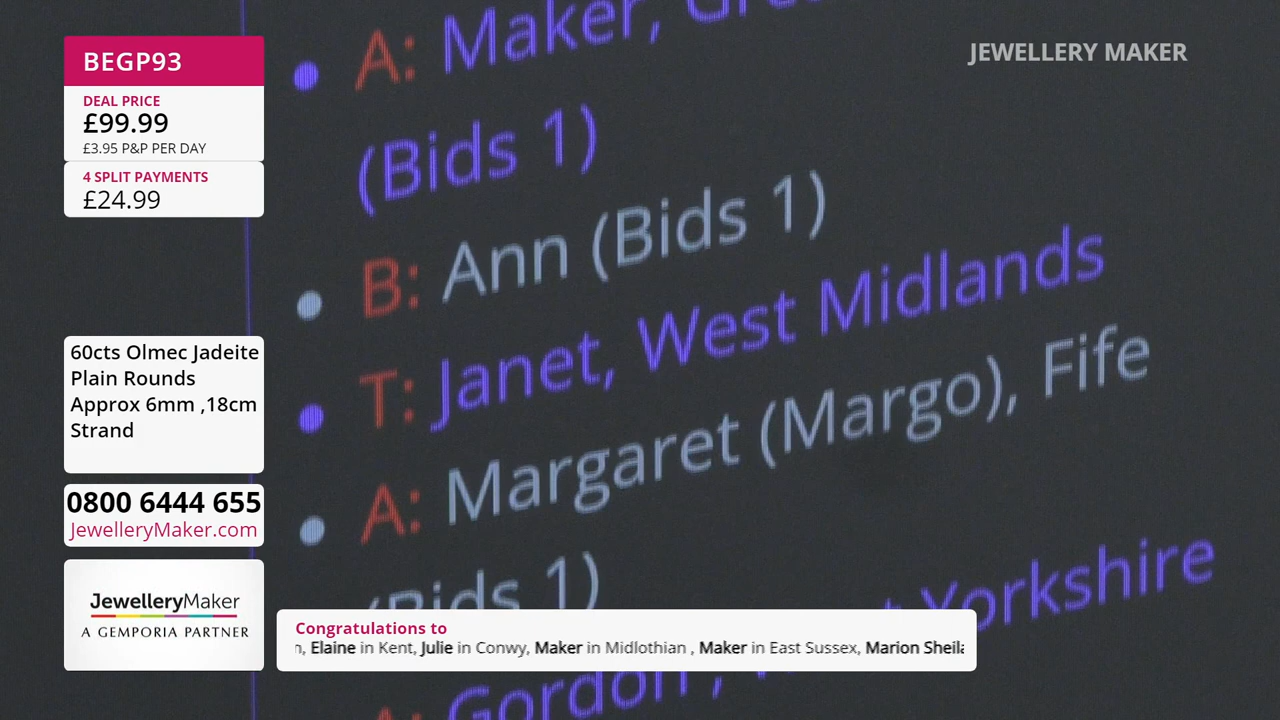 BEGP93
DEAL PRICE
£99.99
£3.95 P&P PER DAY
4 SPLIT PAYMENTS
£24.99
60cts Olmec Jadeite
Plain Rounds
Approx 6mm ,18cm
Strand
0800 6444 655
JewelleryMaker.com
JewelleryMaker
A GEMPORIA PARTNER
JEWELLERY MAKER
A: Maker,
(Bids 1)
B: Ann (Bids 1)
T: Janet, West Midlands
A: Margaret (Margo), Fife
(Bids 1)
Yorkshire
Gordon ,
Congratulations to
Elaine in Kent, Julie in Conwy, Maker in Midlothian , Maker in East Sussex, Marion